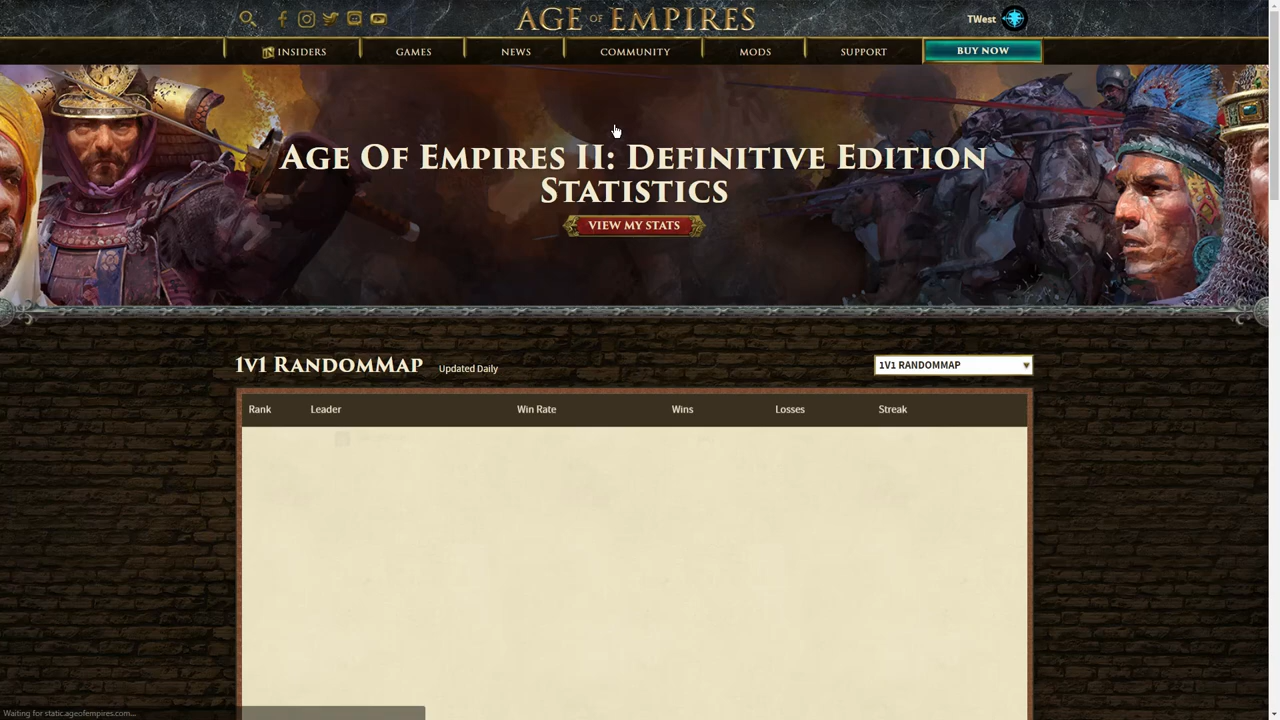 AGE OF EMPIRES
TWest
INSIDERS
GAMES
NEWS
COMMUNITY
MODS
SUPPORT
BUY NOW
AGE OF EMPIRES II: DEFINITIVE EDITION
STATISTICS
VIEW MY STATS
1V1 RANDOMMAP
Updated Daily
1V1 RANDOMMAP
Rank Leader Win Rate Wins Losses Streak
Waiting for static.ageofempires.com...